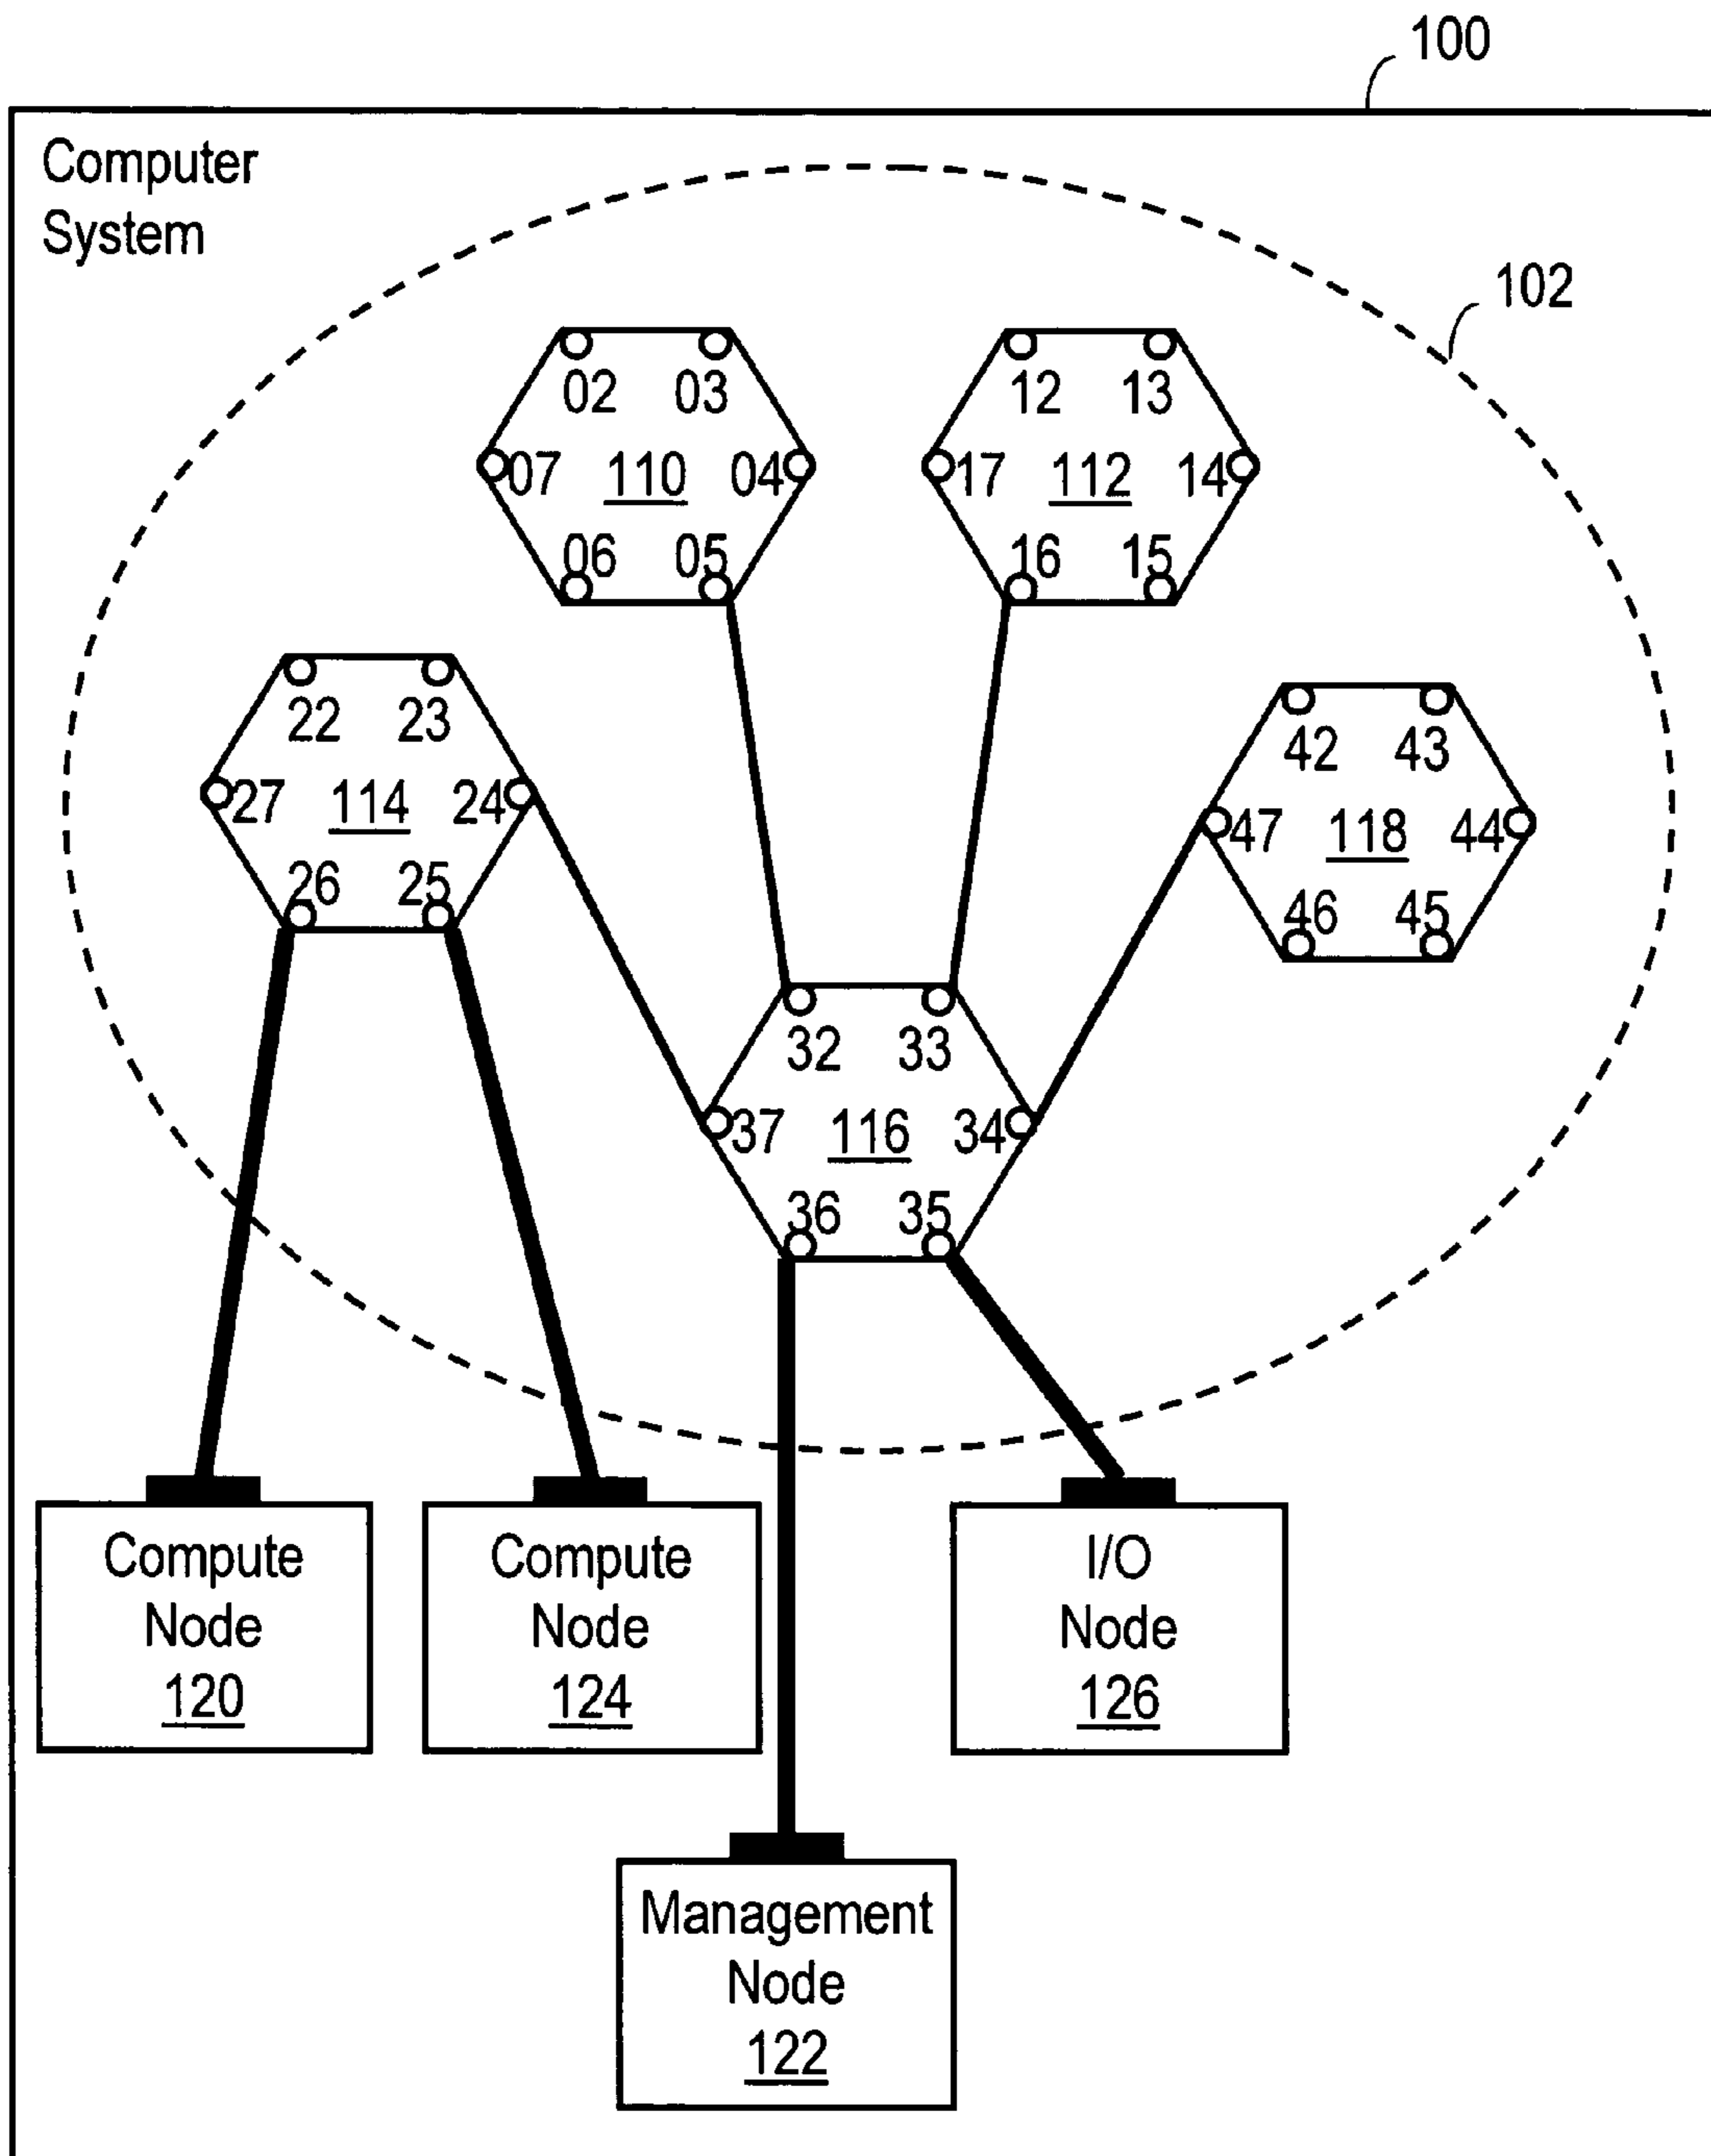 100
Computer
System
102
02 03
07 110 04
06 05
12 13
17 112 14
16 15
22 23
27 114 24
26 25
42 43
47 118 44
46 45
32 33
37 116 34
36 35
Compute
Node
120
Compute
Node
124
I/O
Node
126
Management
Node
122